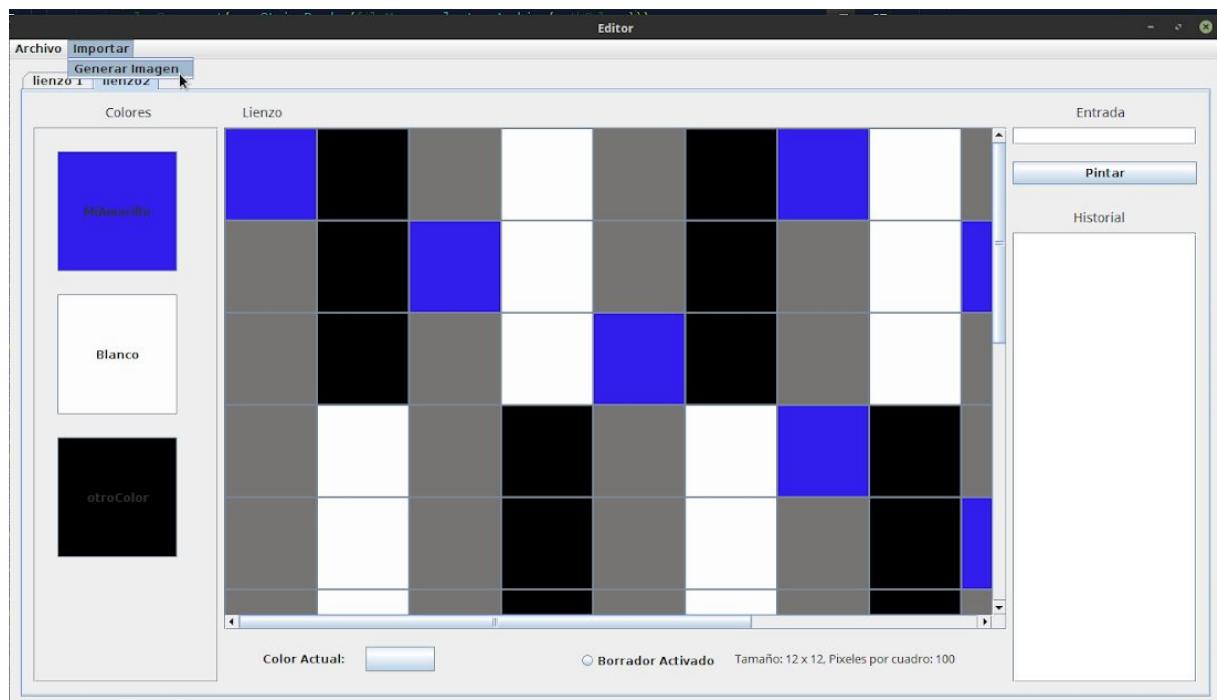 Editor
Archivo Importar
Generar Imagen
lienzo 1 lienzo2
Colores
Lienzo
Entrada
MiAmarillo
Blanco
otroColor
Pintar
Historial
Color Actual:
Borrador Activado
Tamaño: 12 x 12, Pixeles por cuadro: 100